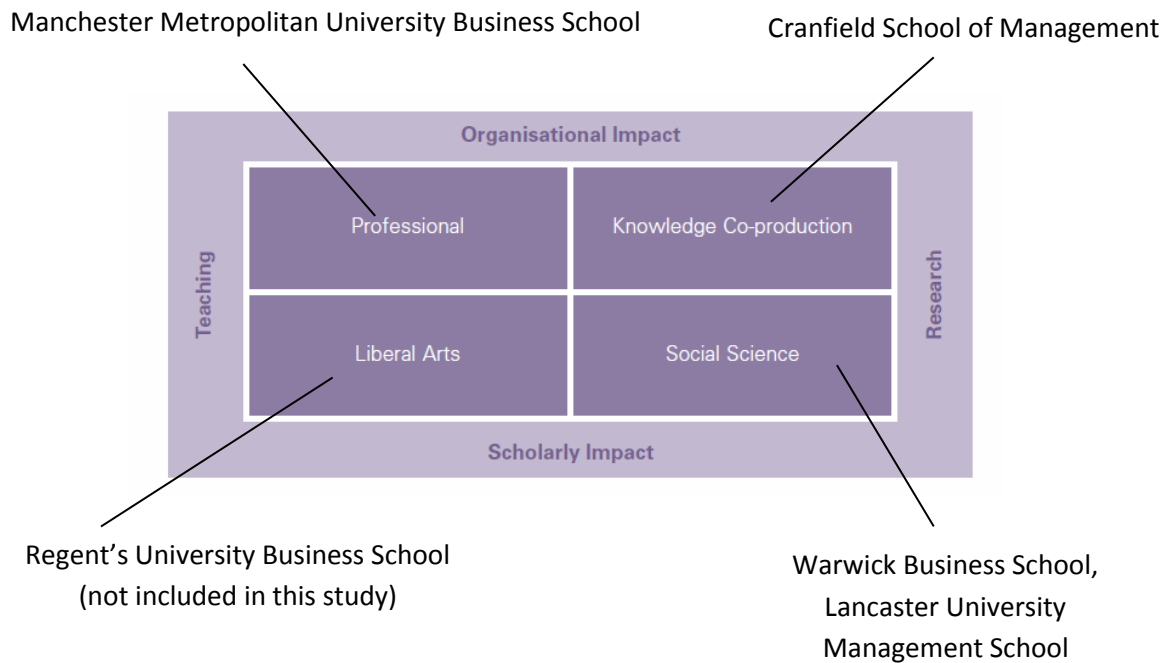 Manchester Metropolitan University Business School
Cranfield School of Management
Organisational Impact
Teaching
Professional
Knowledge Co-production
Research
Liberal Arts
Social Science
Scholarly Impact
Regent’s University Business School
(not included in this study)
Warwick Business School,
Lancaster University
Management School